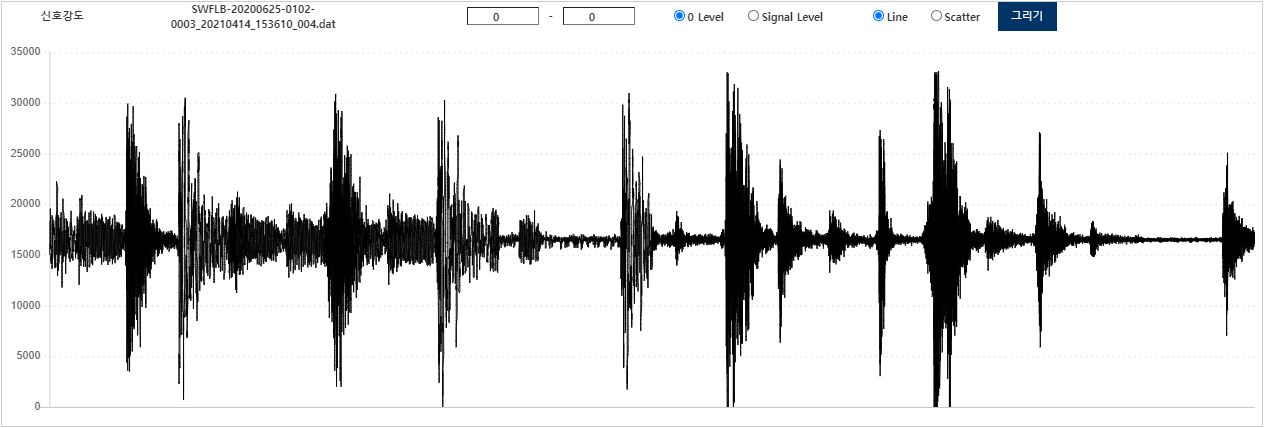 신호강도
SWFLB-20200625-0102-
0003_20210414_153610_004.dat
0 - 0
0 Level Signal Level
Line Scatter
그리기
35000
30000
25000
20000
15000
10000
5000
0